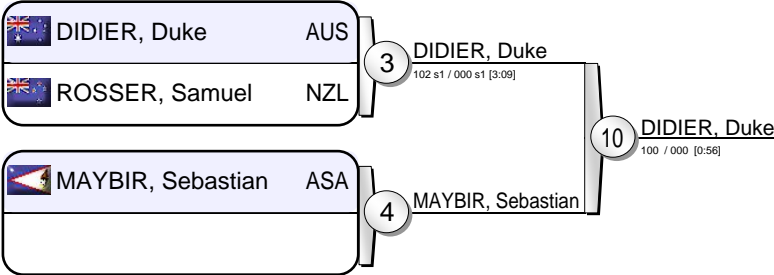 DIDIER, Duke AUS
ROSSER, Samuel NZL
3
DIDIER, Duke
102 s1 / 000 s1 [3:09]
MAYBIR, Sebastian ASA
4
MAYBIR, Sebastian
10
DIDIER, Duke
100 / 000 [0:56]